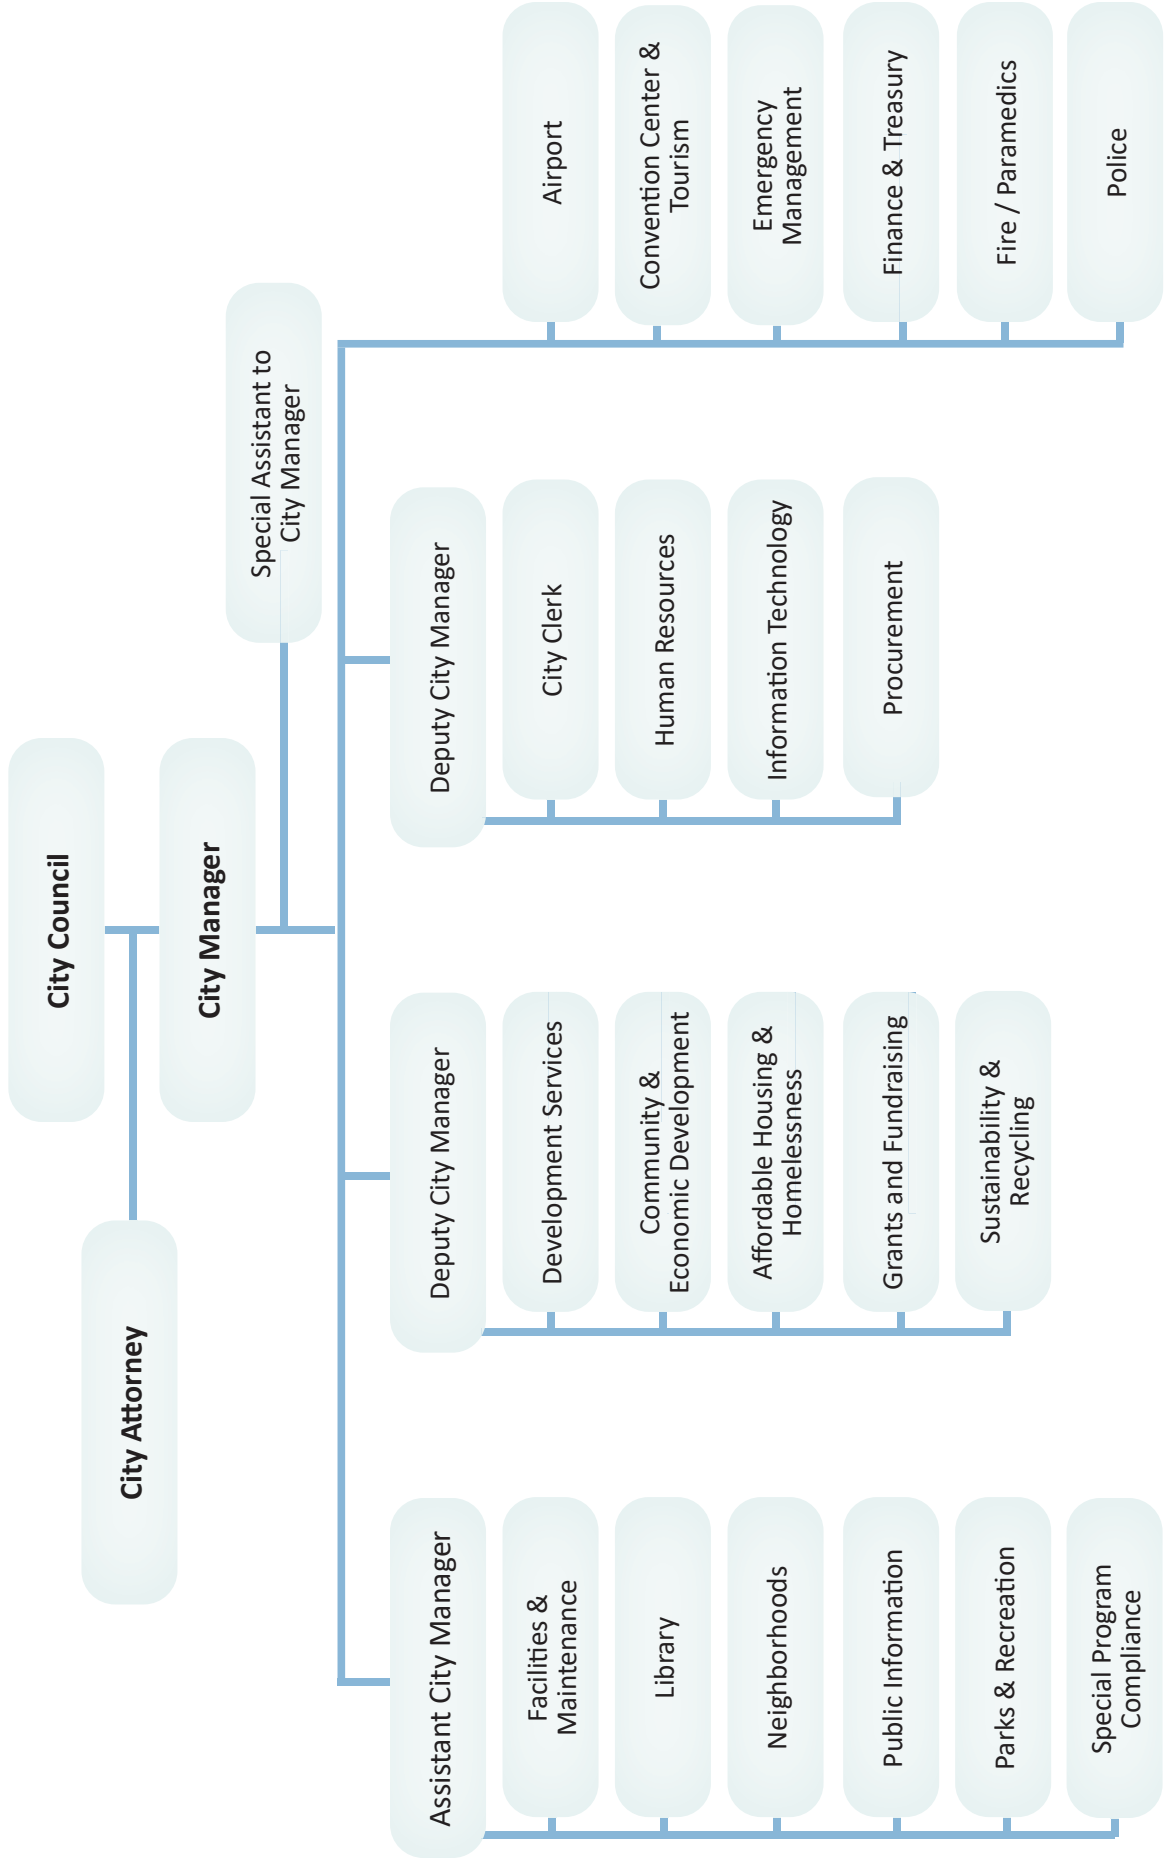 City Council
City Attorney
City Manager
Special Assistant to
City Manager
Assistant City Manager
Facilities &
Maintenance
Library
Neighborhoods
Public Information
Parks & Recreation
Special Program
Compliance
Deputy City Manager
Development Services
Community &
Economic Development
Affordable Housing &
Homelessness
Grants and Fundraising
Sustainability &
Recycling
Deputy City Manager
City Clerk
Human Resources
Information Technology
Procurement
Airport
Convention Center &
Tourism
Emergency
Management
Finance & Treasury
Fire / Paramedics
Police